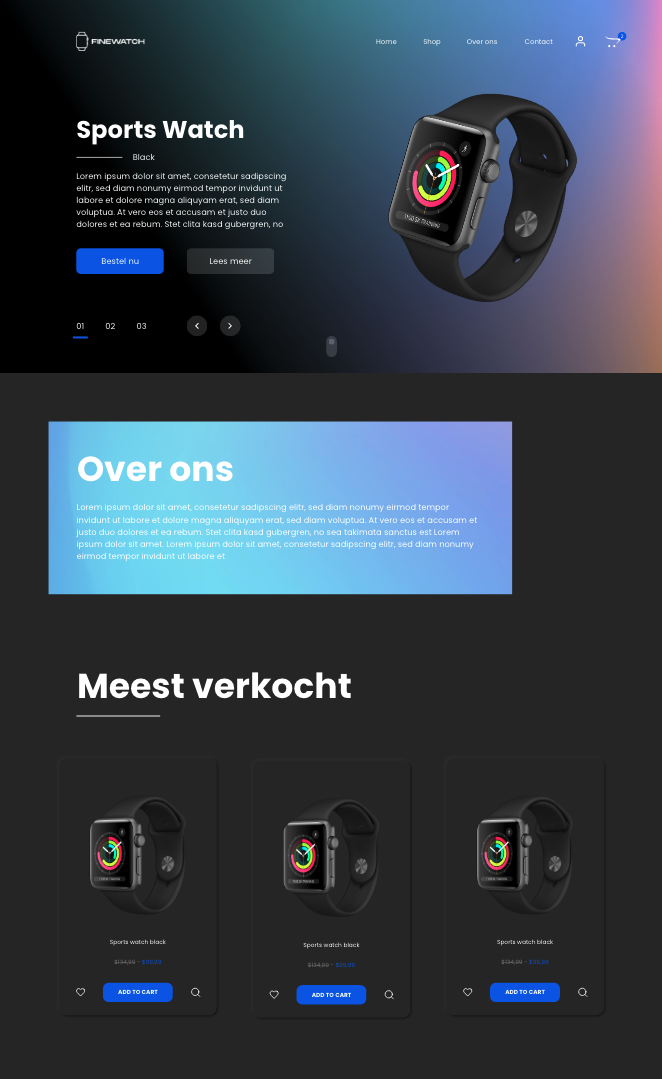 FINEWATCH
Home Shop Over ons Contact
Sports Watch
Black
Lorem ipsum dolor sit amet, consetetur sadipscing
elitr, sed diam nonumy eirmod tempor invidunt ut
labore et dolore magna aliquyam erat, sed diam
voluptua. At vero eos et accusam et justo duo
dolores et ea rebum. Stet clita kasd gubergren, no
Bestel nu Lees meer
01 02 03
Over ons
Lorem ipsum dolor sit amet, consetetur sadipscing elitr, sed diam nonumy eirmod tempor
invidunt ut labore et dolore magna aliquyam erat, sed diam voluptua. At vero eos et accusam et
justo duo dolores et ea rebum. Stet clita kasd gubergren, no sea takimata sanctus est Lorem
ipsum dolor sit amet. Lorem ipsum dolor sit amet, consetetur sadipscing elitr, sed diam nonumy
eirmod tempor invidunt ut labore et
Meest verkocht
Sports watch black
Sports watch black
Sports watch black
$134,99 -
$134,99 -
$134,99 -
ADD TO CART
ADD TO CART
ADD TO CART